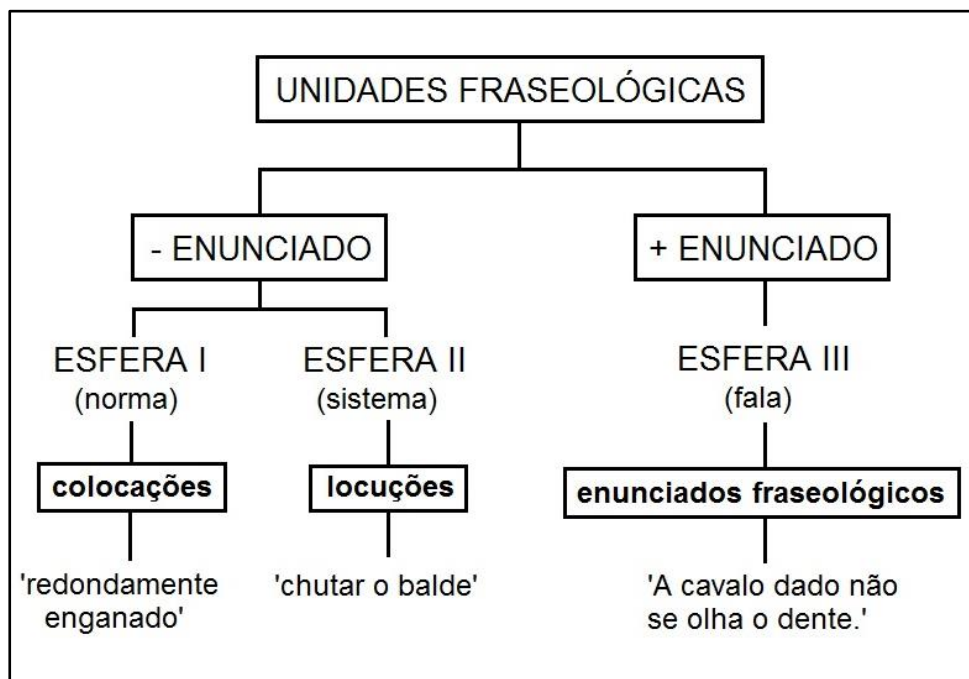 UNIDADES FRASEOLÓGICAS
- ENUNCIADO
+ ENUNCIADO
ESFERA I
(norma)
ESFERA II
(sistema)
ESFERA III
(fala)
colocações
locuções
enunciados fraseológicos
'redondamente
enganado'
'chutar o balde'
'A cavalo dado não
se olha o dente.'